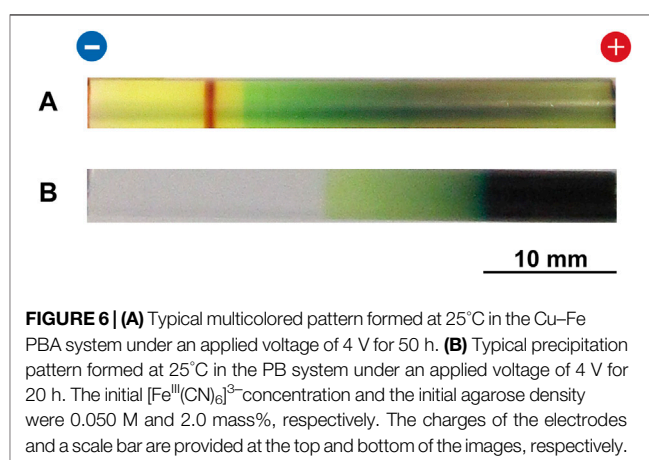 − +
A
B
10 mm
FIGURE 6 | (A) Typical multicolored pattern formed at 25°C in the Cu–Fe
PBA system under an applied voltage of 4 V for 50 h. (B) Typical precipitation
pattern formed at 25°C in the PB system under an applied voltage of 4 V for
20 h. The initial [Feᴵᴵᴵ(CN)₆]³⁻concentration and the initial agarose density
were 0.050 M and 2.0 mass%, respectively. The charges of the electrodes
and a scale bar are provided at the top and bottom of the images, respectively.